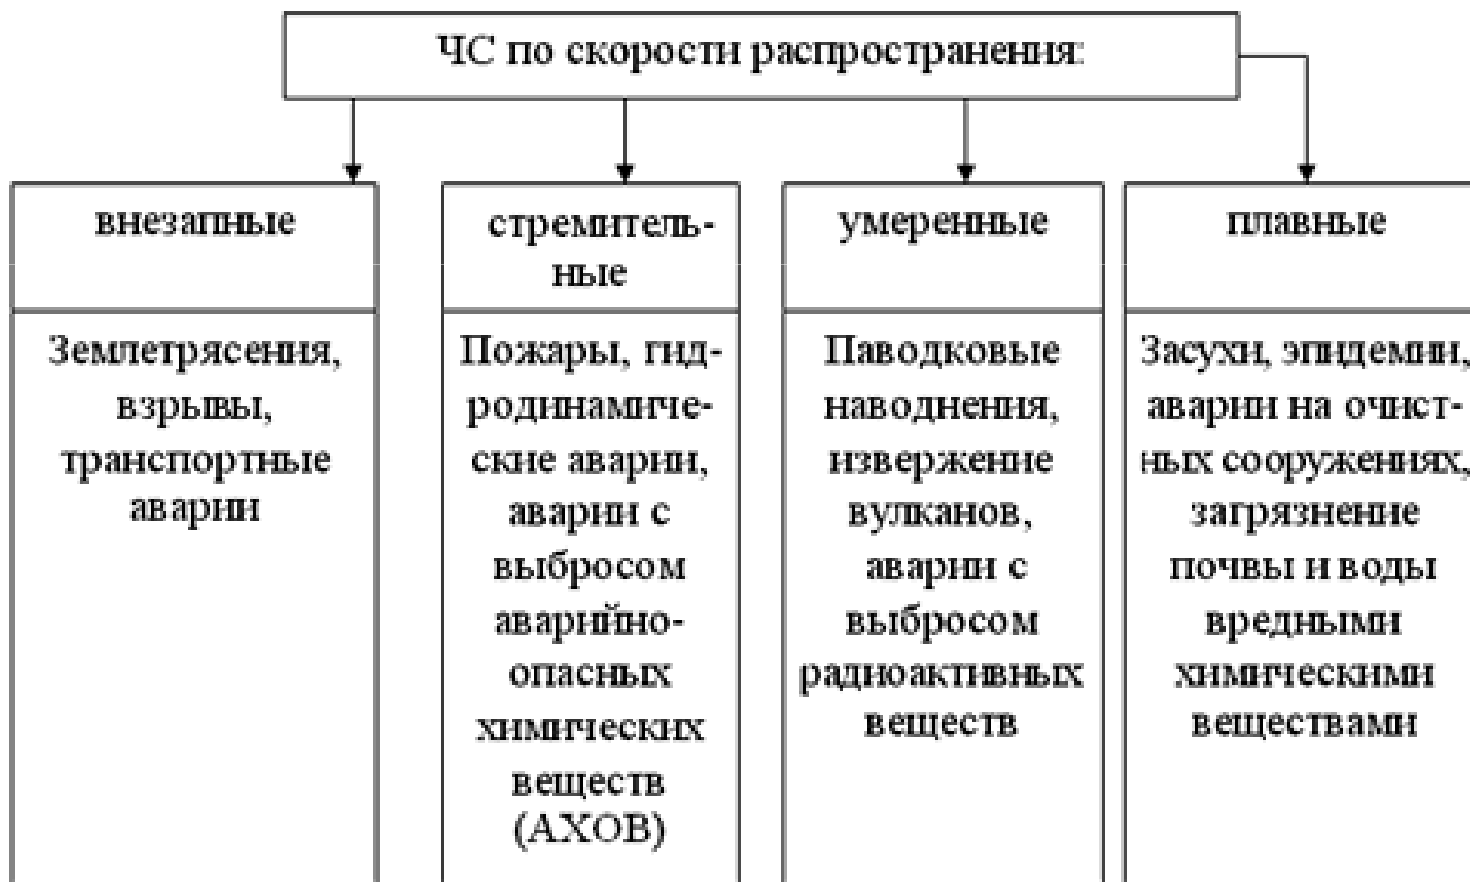 ЧС по скорости распространения:
внезапные
Землетрясения,
взрывы,
транспортные
аварии
стремитель-
ные
Пожары, гид-
родинамиче-
ские аварии,
аварии с
выбросом
аварийно-
опасных
химических
веществ
(АХОВ)
умеренные
Паводковые
наводнения,
извержение
вулканов,
аварии с
выбросом
радиоактивных
веществ
плавные
Засухи, эпидемии,
аварии на очист-
ных сооружениях,
загрязнение
почвы и воды
вредными
химическими
веществами